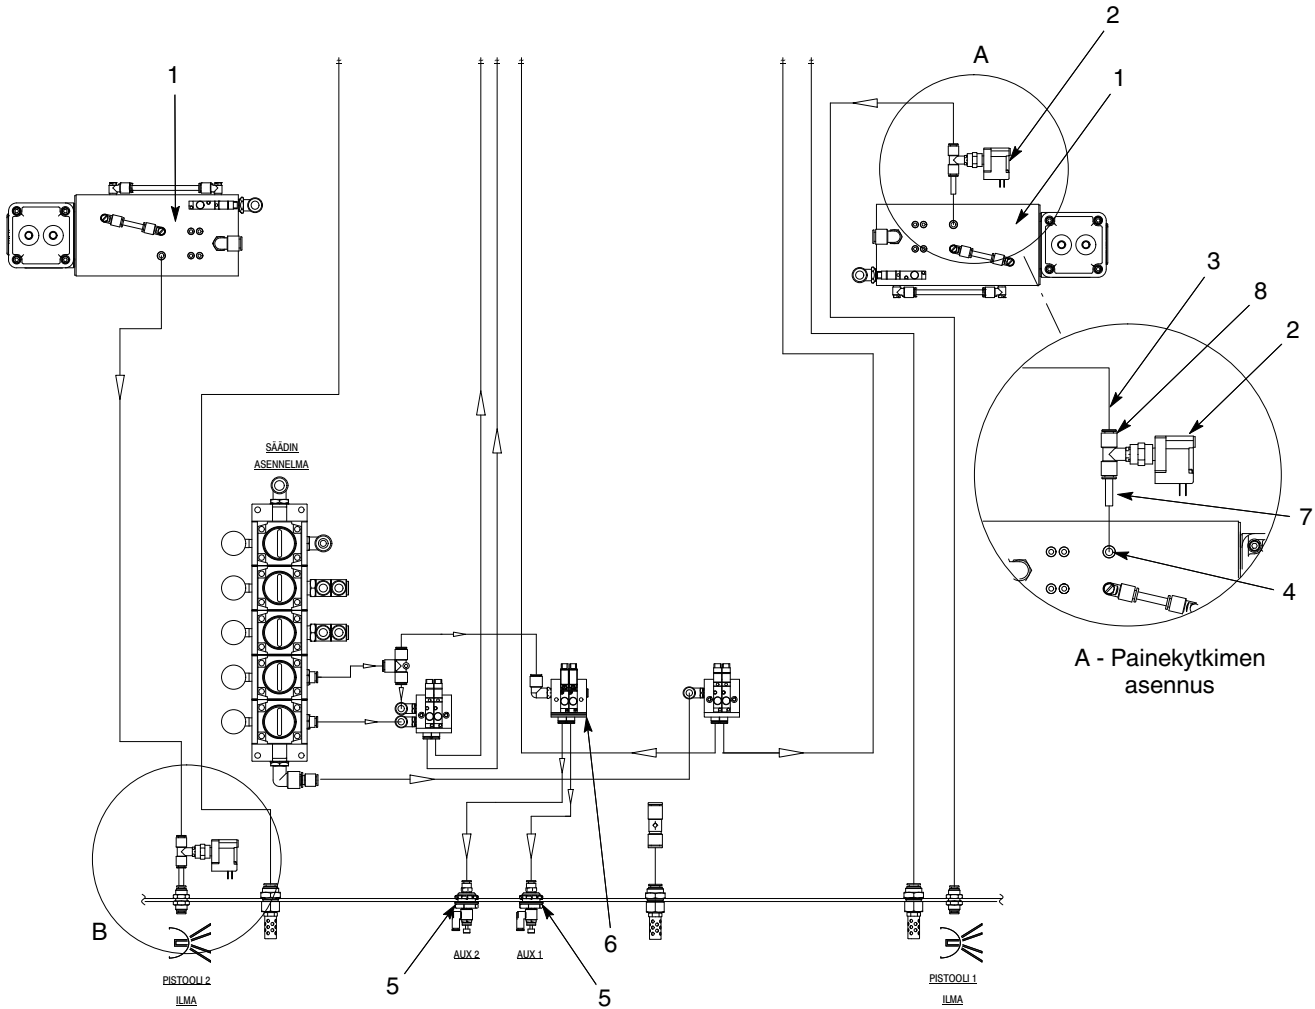 2
A
1
1
3
8
2
SÄÄDIN
ASENNELMA
7
4
A - Painekytkimen
asennus
B
6
AUX 2
AUX 1
5
5
PISTOOLI 2
ILMA
PISTOOLI 1
ILMA